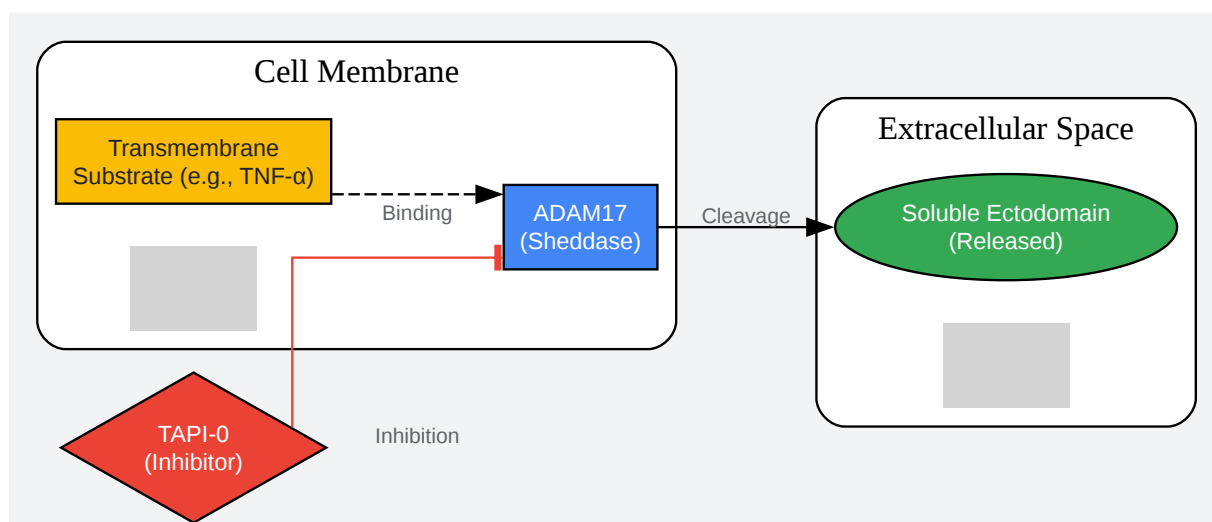 Cell Membrane
Transmembrane
Substrate (e.g., TNF-α)
Binding
ADAM17
(Sheddase)
Cleavage
Extracellular Space
Soluble Ectodomain
(Released)
TAPI-0
(Inhibitor)
Inhibition